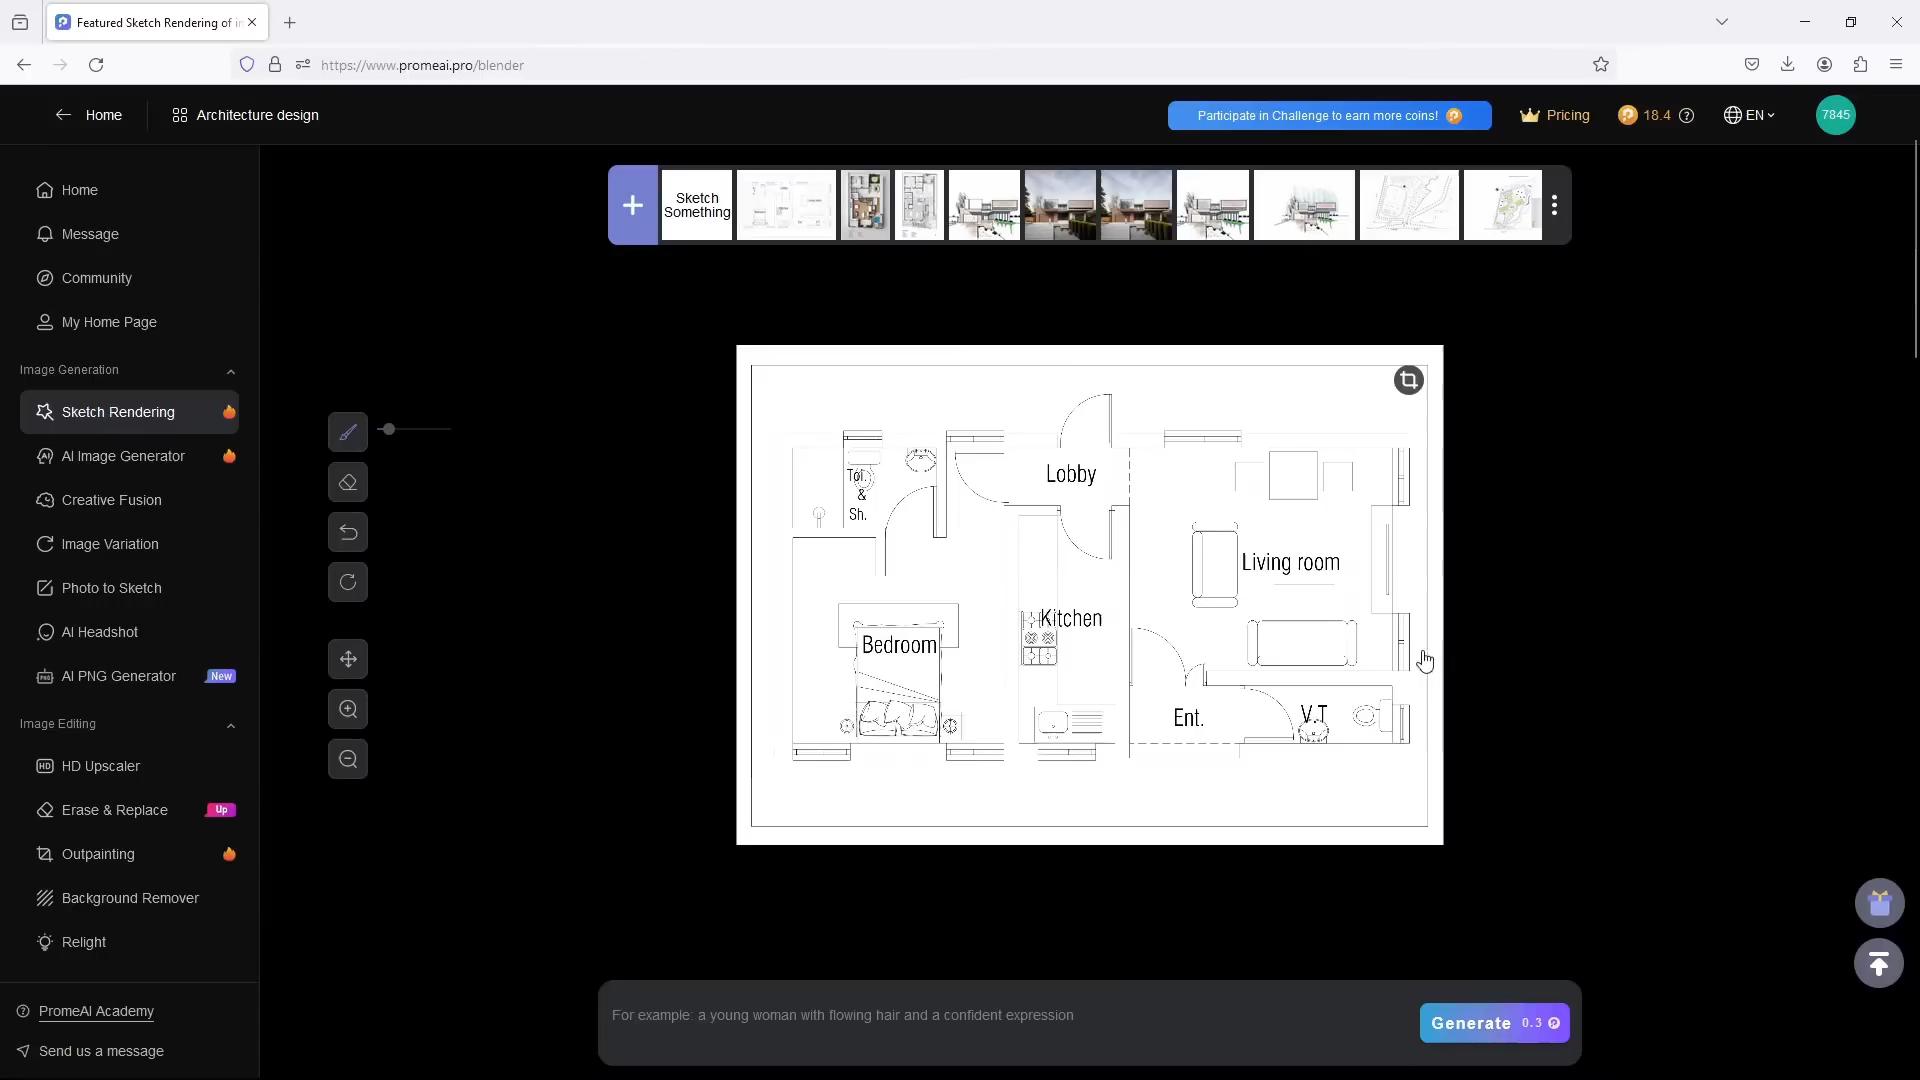 Featured Sketch Rendering of in
https://www.promeai.pro/blender
Home
Architecture design
Participate in Challenge to earn more coins!
Pricing
18.4
EN
7845
Home
Message
Community
My Home Page
Image Generation
Sketch Rendering
AI Image Generator
Creative Fusion
Image Variation
Photo to Sketch
AI Headshot
AI PNG Generator
New
Image Editing
HD Upscaler
Erase & Replace
Up
Outpainting
Background Remover
Relight
PromeAI Academy
Send us a message
Sketch
Something
Tol.
&
Sh.
Lobby
Living room
Kitchen
Bedroom
Ent.
V.T
For example: a young woman with flowing hair and a confident expression
Generate 0.3